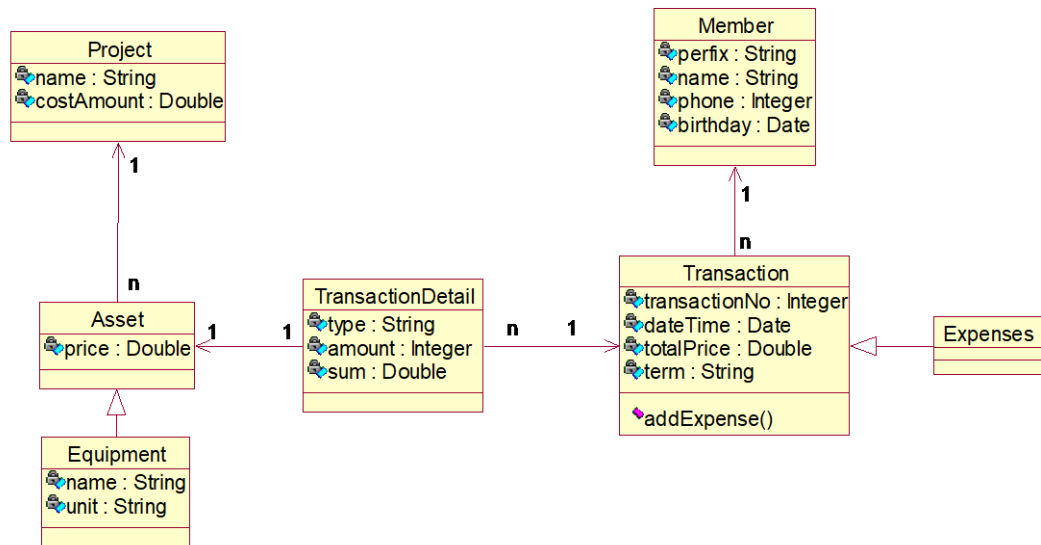 Project
name : String
costAmount : Double
1
n
Member
perfix : String
name : String
phone : Integer
birthday : Date
1
n
Asset
price : Double
1
1
TransactionDetail
type : String
amount : Integer
sum : Double
n
1
Transaction
transactionNo : Integer
dateTime : Date
totalPrice : Double
term : String
addExpense()
Expenses
Equipment
name : String
unit : String